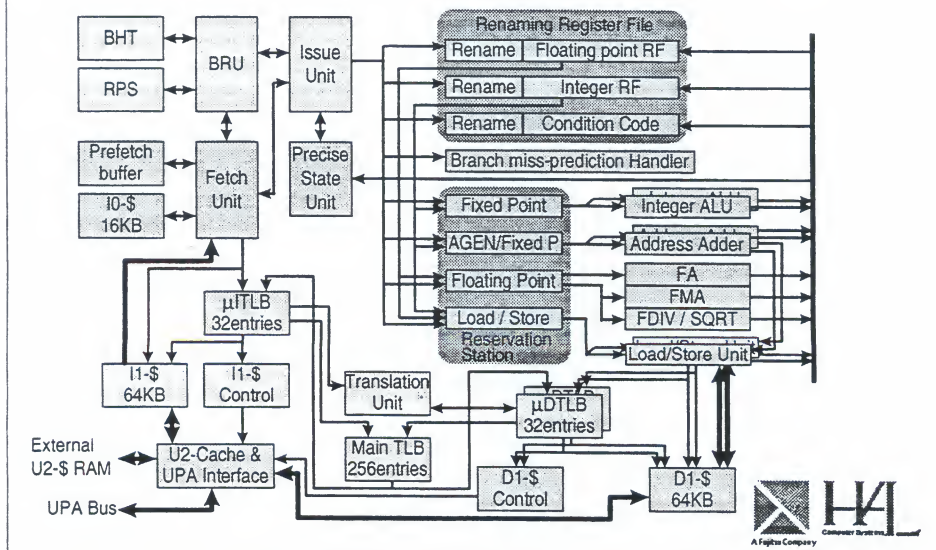 BHT
RPS
BRU
Issue
Unit
Prefetch
buffer
I0-$
16KB
Fetch
Unit
Precise
State
Unit
Renaming Register File
Rename Floating point RF
Rename Integer RF
Rename Condition Code
Branch miss-prediction Handler
Fixed Point
AGEN/Fixed P
Floating Point
Load / Store
Reservation
Station
Integer ALU
Address Adder
FA
FMA
FDIV / SQRT
Load/Store Unit
µITLB
32entries
I1-$
64KB
I1-$
Control
Translation
Unit
Main TLB
256entries
µDTLB
32entries
D1-$
Control
D1-$
64KB
External
U2-$ RAM
U2-Cache &
UPA Interface
UPA Bus
A Fujitsu Company
HAL
Computer Systems